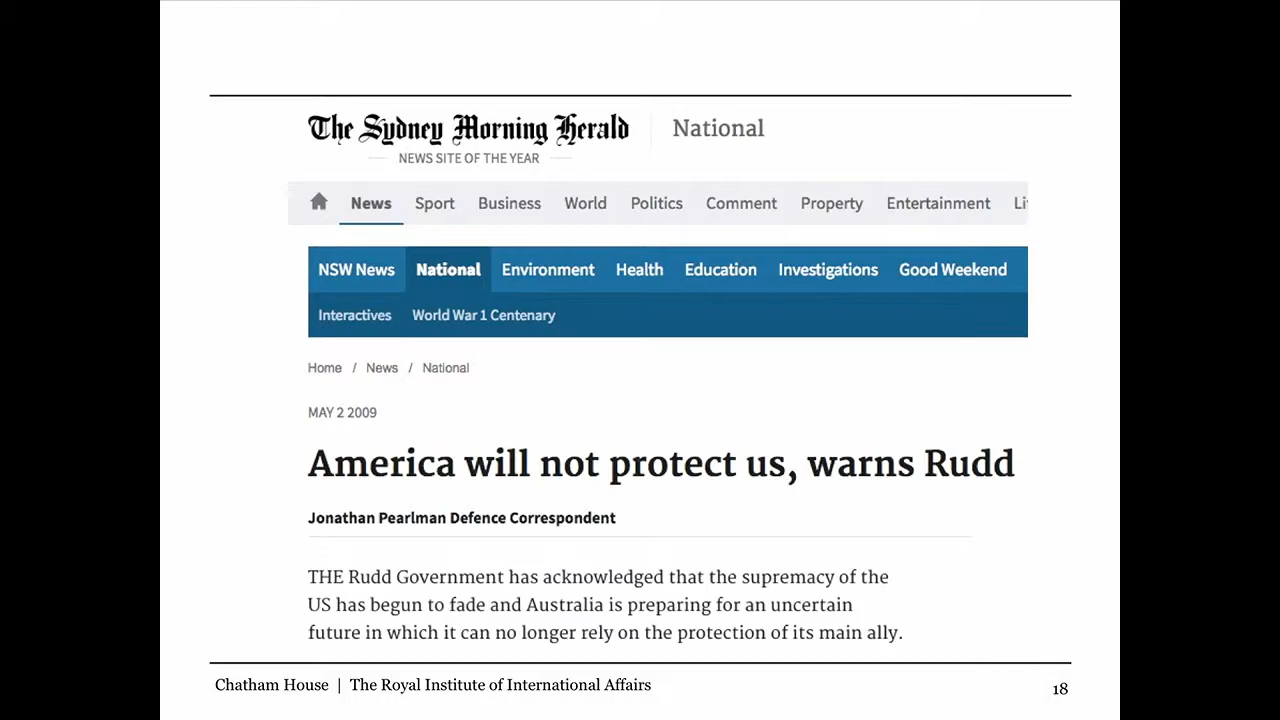 The Sydney Morning Herald
National
NEWS SITE OF THE YEAR
News Sport Business World Politics Comment Property Entertainment Li
NSW News National Environment Health Education Investigations Good Weekend
Interactives World War 1 Centenary
Home / News / National
MAY 2 2009
America will not protect us, warns Rudd
Jonathan Pearlman Defence Correspondent
THE Rudd Government has acknowledged that the supremacy of the
US has begun to fade and Australia is preparing for an uncertain
future in which it can no longer rely on the protection of its main ally.
Chatham House | The Royal Institute of International Affairs
18